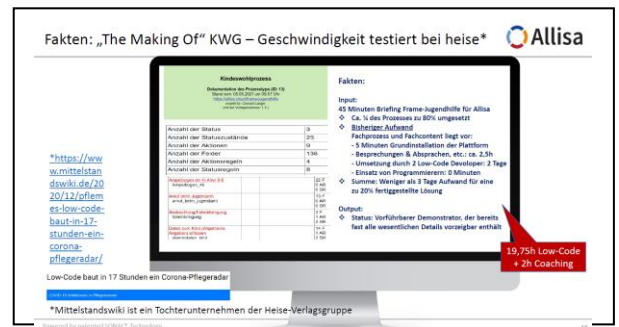 Fakten: „The Making Of" KWG – Geschwindigkeit testiert bei heise*
Allisa
Kindeswohlprozess
Anzahl der Status 3
Anzahl der Statuszustände 25
Anzahl der Aktionen 9
Anzahl der Felder 136
Anzahl der Aktionsregeln 4
Anzahl der Statusregeln 8
Fakten:
Input:
45 Minuten Briefing Frame-Jugendhilfe für Allisa
❖ Ca. ¼ des Prozesses zu 80% umgesetzt
❖ Bisheriger Aufwand
Fachprozess und Fachcontent liegt vor:
- 5 Minuten Grundinstallation der Plattform
- Besprechungen & Absprachen, etc.: ca. 2,5h
- Umsetzung durch 2 Low-Code Developer: 2 Tage
- Einsatz von Programmierern: 0 Minuten
❖ Summe: Weniger als 3 Tage Aufwand für eine
zu 20% fertiggestellte Lösung
Output:
❖ Status: Vorführbarer Demonstrator, der bereits
fast alle wesentlichen Details vorzeigbar enthält
19,75h Low-Code
+ 2h Coaching
*https://ww
w.mittelstan
dswiki.de/20
20/12/pflem
es-low-code-
baut-in-17-
stunden-ein-
corona-
pflegeradar/
Low-Code baut in 17 Stunden ein Corona-Pflegeradar
*Mittelstandswiki ist ein Tochterunternehmen der Heise-Verlagsgruppe